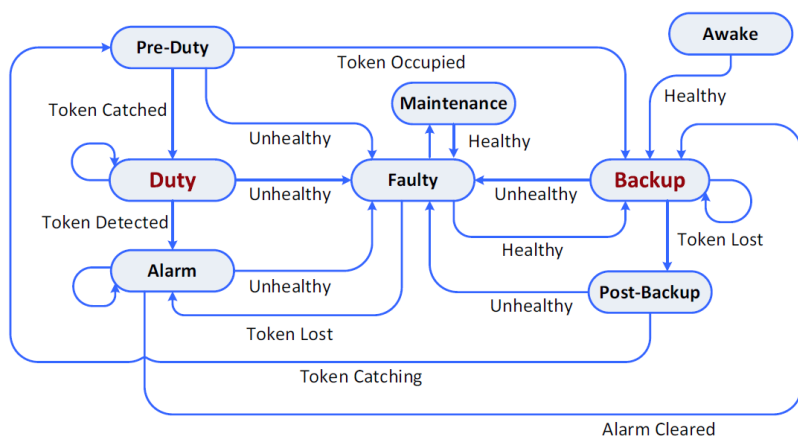 Pre-Duty
Awake
Token Occupied
Maintenance
Healthy
Token Catched
Unhealthy
Healthy
Duty
Unhealthy
Faulty
Unhealthy
Backup
Token Detected
Token Lost
Healthy
Alarm
Unhealthy
Unhealthy
Post-Backup
Token Lost
Token Catching
Alarm Cleared